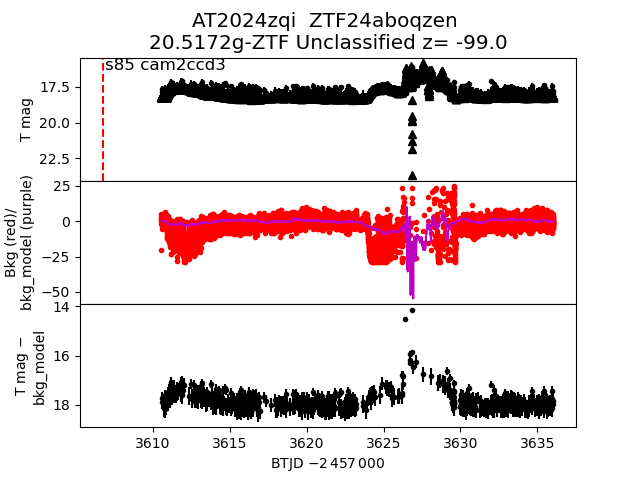 AT2024zqi  ZTF24aboqzen
20.5172g-ZTF Unclassified z= -99.0
s85 cam2ccd3
T mag
17.5
20.0
22.5
Bkg (red)/
bkg_model (purple)
25
0
−25
−50
T mag −
bkg_model
14
16
18
3610 3615 3620 3625 3630 3635
BTJD −2 457 000